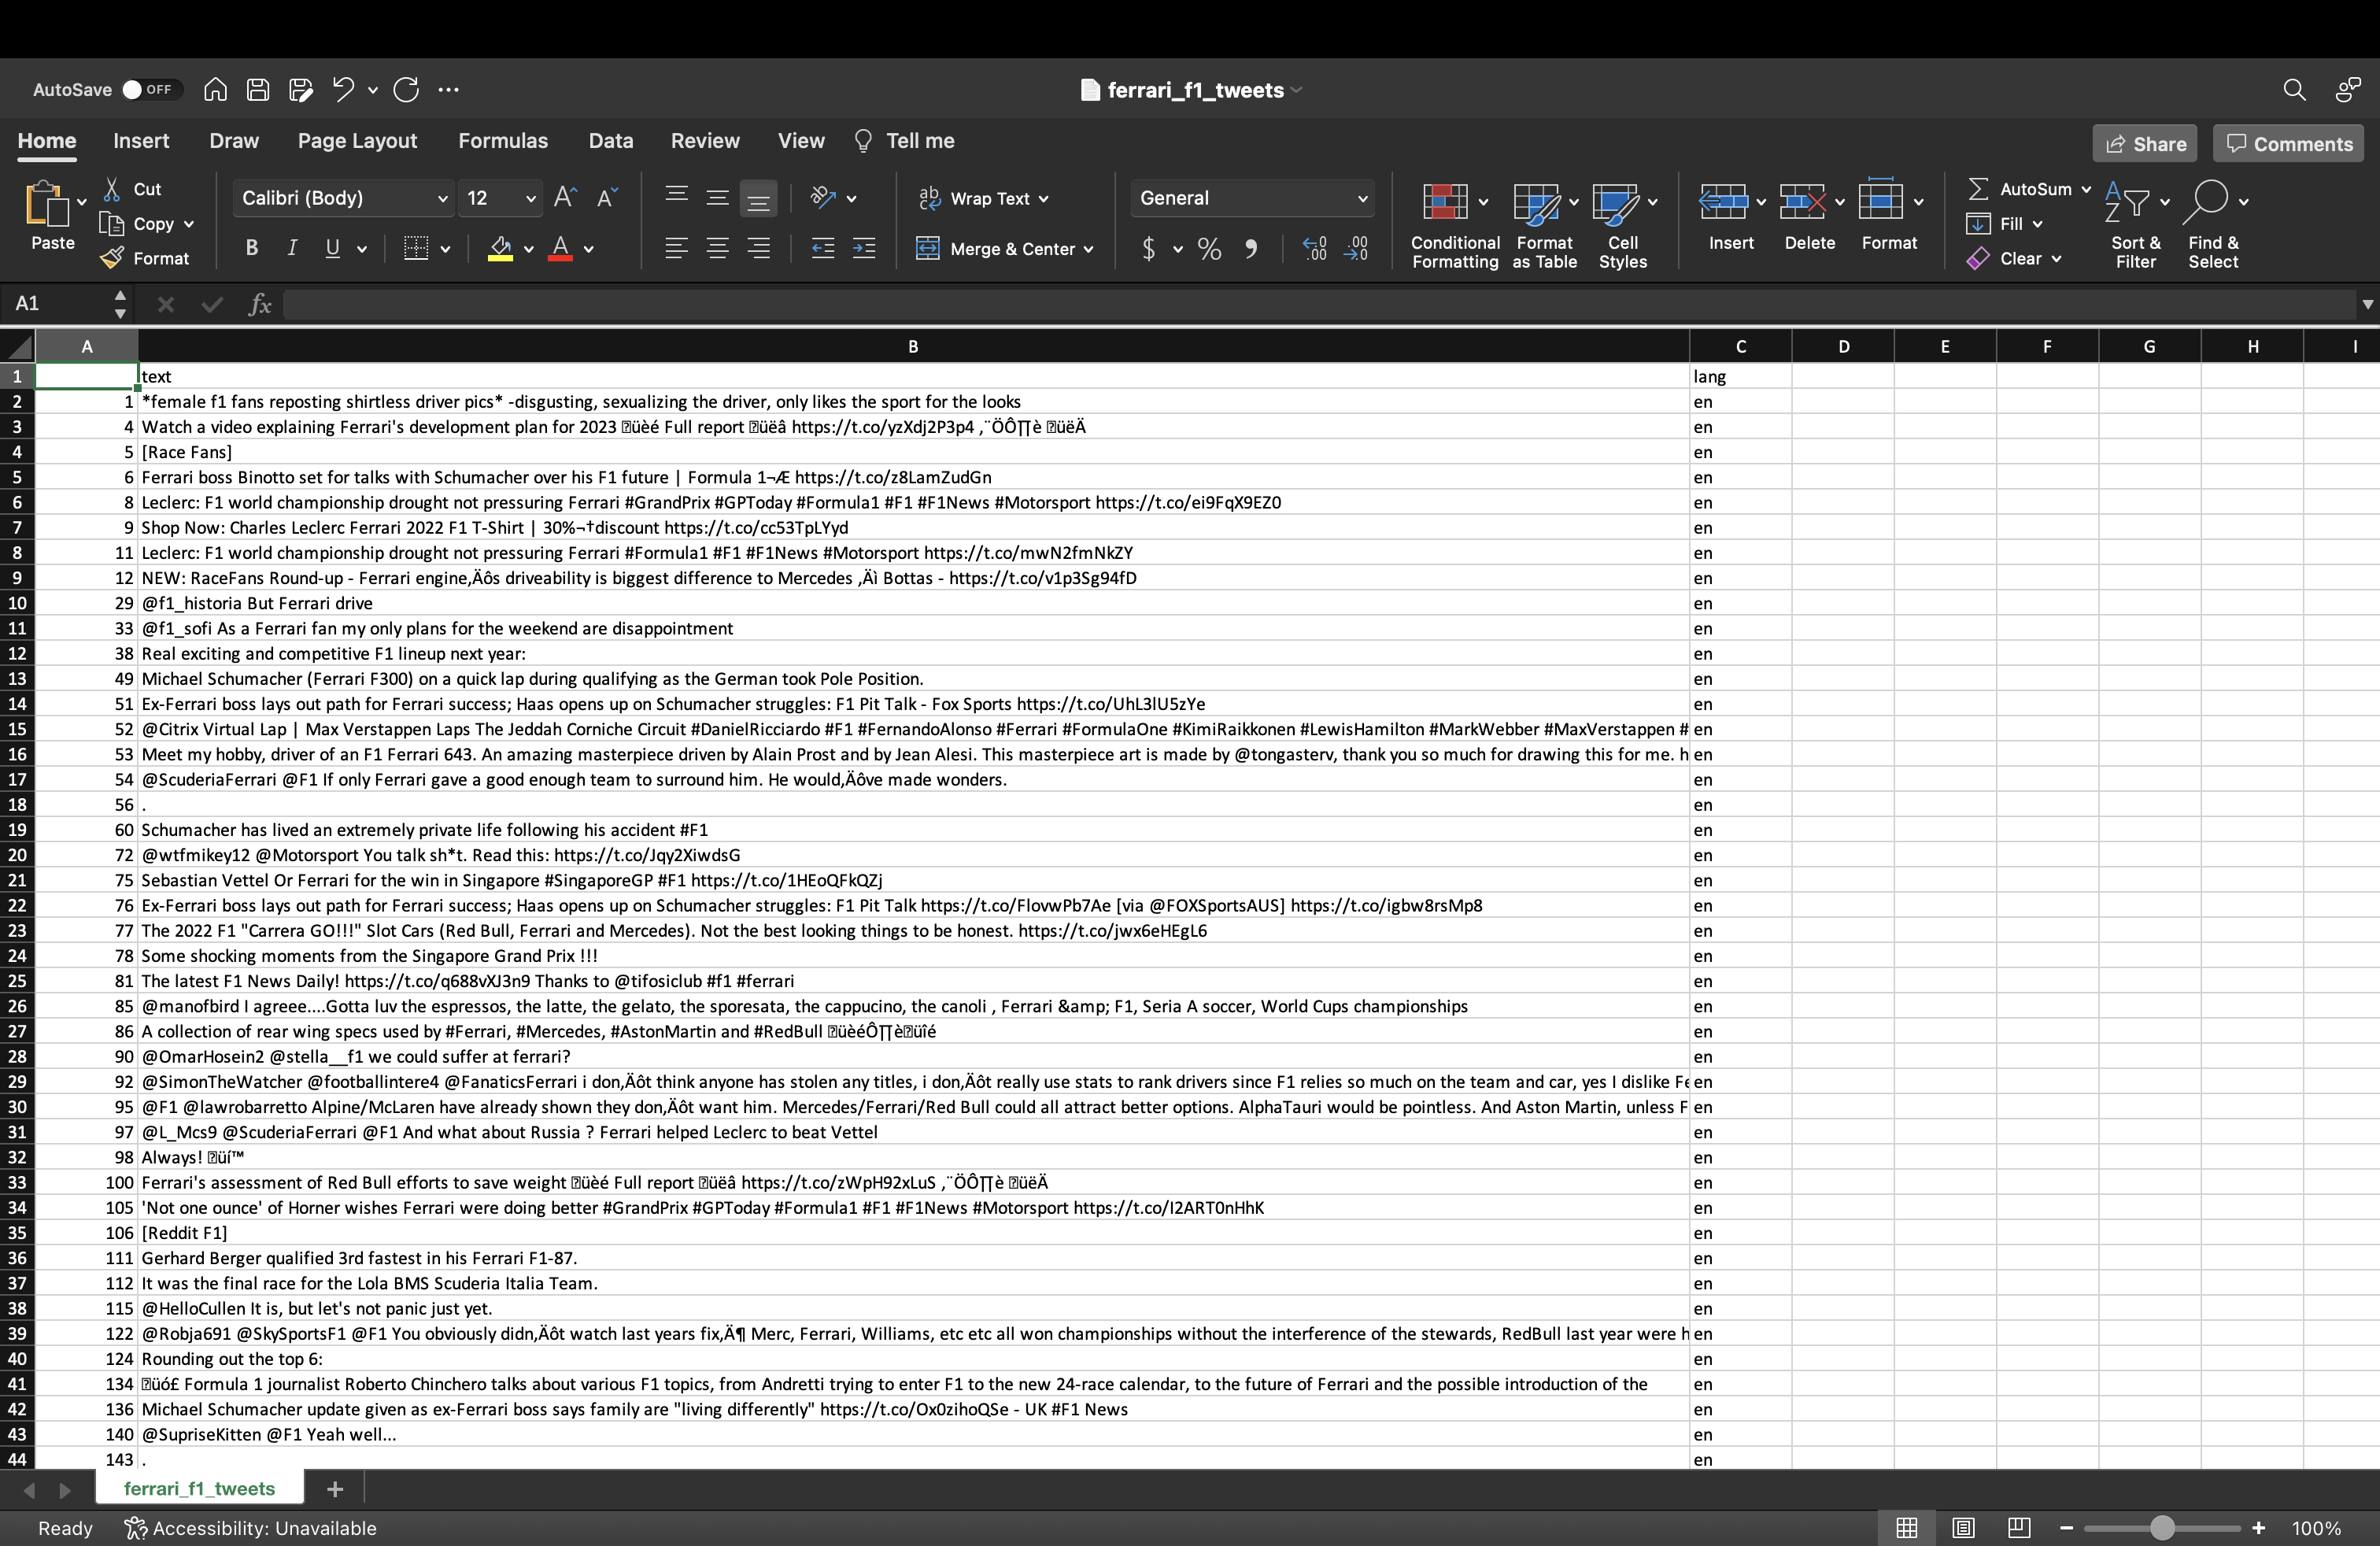 AutoSave OFF ferrari_f1_tweets
Home Insert Draw Page Layout Formulas Data Review View Tell me Share Comments
Paste Cut Copy Format Calibri (Body) 12 Wrap Text Merge & Center General Conditional Formatting Format as Table Cell Styles Insert Delete Format AutoSum Fill Clear Sort & Filter Find & Select
A1 fx
A B C D E F G H I
1 text lang
2 1 *female f1 fans reposting shirtless driver pics* -disgusting, sexualizing the driver, only likes the sport for the looks en
3 4 Watch a video explaining Ferrari's development plan for 2023 üèé Full report üëâ https://t.co/yzXdj2P3p4 ‚¨ÖÔ∏è üëÄ en
4 5 [Race Fans] en
5 6 Ferrari boss Binotto set for talks with Schumacher over his F1 future | Formula 1¬Æ https://t.co/z8LamZudGn en
6 8 Leclerc: F1 world championship drought not pressuring Ferrari #GrandPrix #GPToday #Formula1 #F1 #F1News #Motorsport https://t.co/ei9FqX9EZ0 en
7 9 Shop Now: Charles Leclerc Ferrari 2022 F1 T-Shirt | 30%¬†discount https://t.co/cc53TpLYyd en
8 11 Leclerc: F1 world championship drought not pressuring Ferrari #Formula1 #F1 #F1News #Motorsport https://t.co/mwN2fmNkZY en
9 12 NEW: RaceFans Round-up - Ferrari engine‚Äôs driveability is biggest difference to Mercedes ‚Äì Bottas - https://t.co/v1p3Sg94fD en
10 29 @f1_historia But Ferrari drive en
11 33 @f1_sofi As a Ferrari fan my only plans for the weekend are disappointment en
12 38 Real exciting and competitive F1 lineup next year: en
13 49 Michael Schumacher (Ferrari F300) on a quick lap during qualifying as the German took Pole Position. en
14 51 Ex-Ferrari boss lays out path for Ferrari success; Haas opens up on Schumacher struggles: F1 Pit Talk - Fox Sports https://t.co/UhL3lU5zYe en
15 52 @Citrix Virtual Lap | Max Verstappen Laps The Jeddah Corniche Circuit #DanielRicciardo #F1 #FernandoAlonso #Ferrari #FormulaOne #KimiRaikkonen #LewisHamilton #MarkWebber #MaxVerstappen # en
16 53 Meet my hobby, driver of an F1 Ferrari 643. An amazing masterpiece driven by Alain Prost and by Jean Alesi. This masterpiece art is made by @tongasterv, thank you so much for drawing this for me. h en
17 54 @ScuderiaFerrari @F1 If only Ferrari gave a good enough team to surround him. He would‚Äôve made wonders. en
18 56 . en
19 60 Schumacher has lived an extremely private life following his accident #F1 en
20 72 @wtfmikey12 @Motorsport You talk sh*t. Read this: https://t.co/Jqy2XiwdsG en
21 75 Sebastian Vettel Or Ferrari for the win in Singapore #SingaporeGP #F1 https://t.co/1HEoQFkQZj en
22 76 Ex-Ferrari boss lays out path for Ferrari success; Haas opens up on Schumacher struggles: F1 Pit Talk https://t.co/FlovwPb7Ae [via @FOXSportsAUS] https://t.co/igbw8rsMp8 en
23 77 The 2022 F1 "Carrera GO!!!" Slot Cars (Red Bull, Ferrari and Mercedes). Not the best looking things to be honest. https://t.co/jwx6eHEgL6 en
24 78 Some shocking moments from the Singapore Grand Prix !!! en
25 81 The latest F1 News Daily! https://t.co/q688vXJ3n9 Thanks to @tifosiclub #f1 #ferrari en
26 85 @manofbird I agreee....Gotta luv the espressos, the latte, the gelato, the sporesata, the cappucino, the canoli , Ferrari &amp; F1, Seria A soccer, World Cups championships en
27 86 A collection of rear wing specs used by #Ferrari, #Mercedes, #AstonMartin and #RedBull üèéÔ∏èüîé en
28 90 @OmarHosein2 @stella__f1 we could suffer at ferrari? en
29 92 @SimonTheWatcher @footballintere4 @FanaticsFerrari i don‚Äôt think anyone has stolen any titles, i don‚Äôt really use stats to rank drivers since F1 relies so much on the team and car, yes I dislike Fe en
30 95 @F1 @lawrobarretto Alpine/McLaren have already shown they don‚Äôt want him. Mercedes/Ferrari/Red Bull could all attract better options. AlphaTauri would be pointless. And Aston Martin, unless F en
31 97 @L_Mcs9 @ScuderiaFerrari @F1 And what about Russia ? Ferrari helped Leclerc to beat Vettel en
32 98 Always! üí™ en
33 100 Ferrari's assessment of Red Bull efforts to save weight üèé Full report üëâ https://t.co/zWpH92xLuS ‚¨ÖÔ∏è üëÄ en
34 105 'Not one ounce' of Horner wishes Ferrari were doing better #GrandPrix #GPToday #Formula1 #F1 #F1News #Motorsport https://t.co/I2ART0nHhK en
35 106 [Reddit F1] en
36 111 Gerhard Berger qualified 3rd fastest in his Ferrari F1-87. en
37 112 It was the final race for the Lola BMS Scuderia Italia Team. en
38 115 @HelloCullen It is, but let's not panic just yet. en
39 122 @Robja691 @SkySportsF1 @F1 You obviously didn‚Äôt watch last years fix‚Ä¶ Merc, Ferrari, Williams, etc etc all won championships without the interference of the stewards, RedBull last year were h en
40 124 Rounding out the top 6: en
41 134 üó£ Formula 1 journalist Roberto Chinchero talks about various F1 topics, from Andretti trying to enter F1 to the new 24-race calendar, to the future of Ferrari and the possible introduction of the en
42 136 Michael Schumacher update given as ex-Ferrari boss says family are "living differently" https://t.co/Ox0zihoQSe - UK #F1 News en
43 140 @SupriseKitten @F1 Yeah well... en
44 143 . en
ferrari_f1_tweets
Ready Accessibility: Unavailable 100%